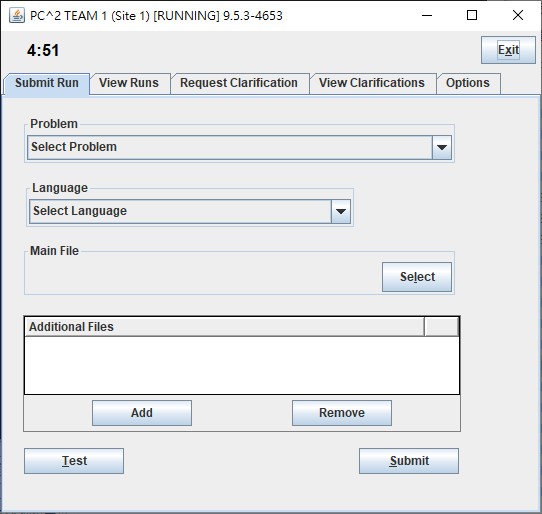 PC^2 TEAM 1 (Site 1) [RUNNING] 9.5.3-4653
4:51
Exit
Submit Run
View Runs
Request Clarification
View Clarifications
Options
Problem
Select Problem
Language
Select Language
Main File
Select
Additional Files
Add
Remove
Test
Submit